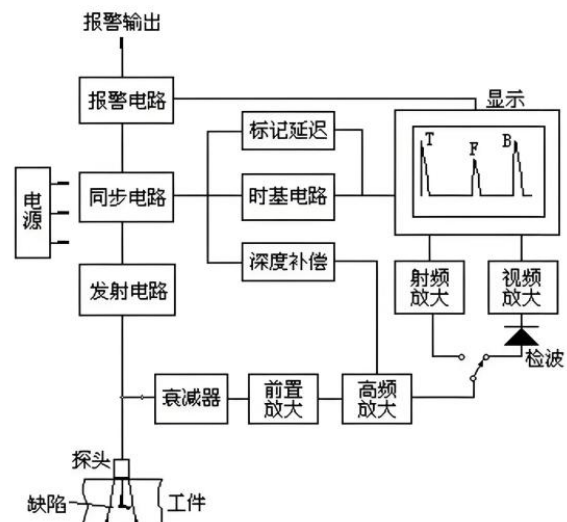 报警输出
报警电路
显示
标记延迟
T
F
B
电源
同步电路
时基电路
发射电路
深度补偿
射频
放大
视频
放大
检波
衰减器
前置
放大
高频
放大
探头
缺陷
工件